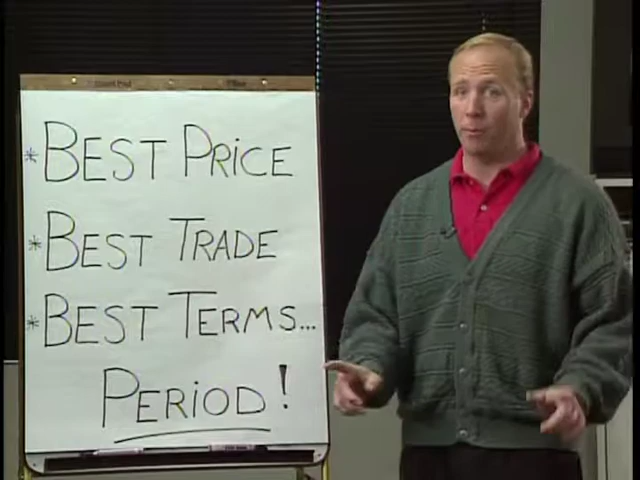 * BEST PRICE
* BEST TRADE
* BEST TERMS...
PERIOD!